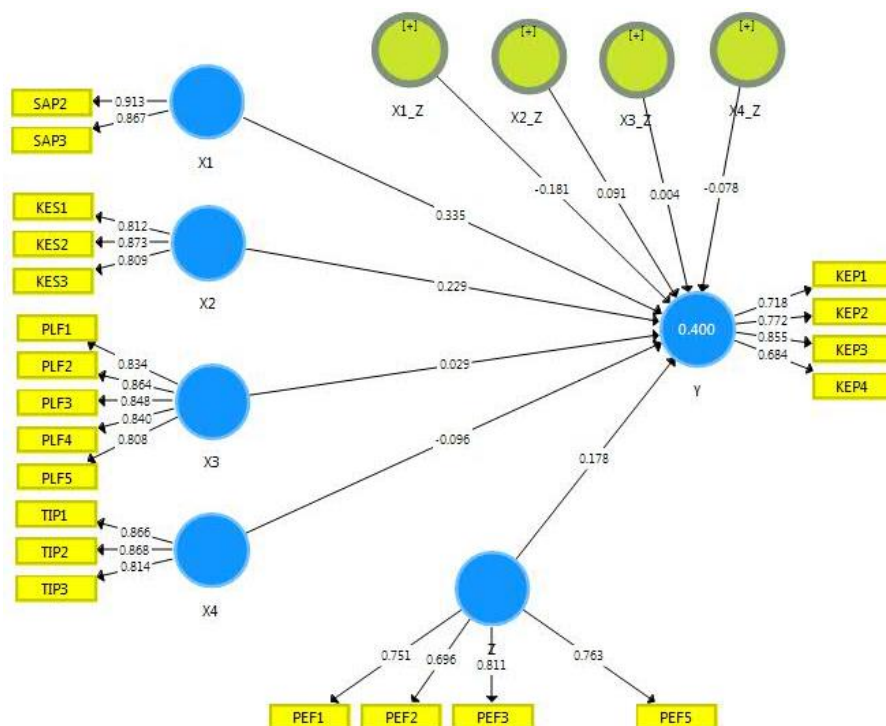 [+]
[+]
[+]
[+]
X1_Z
X2_Z
X3_Z
X4_Z
SAP2
SAP3
0.913
0.867
X1
-0.181
0.091
0.004
-0.078
0.335
KES1
KES2
KES3
0.812
0.873
0.809
X2
0.229
PLF1
PLF2
PLF3
PLF4
PLF5
0.834
0.864
0.848
0.840
0.808
X3
0.029
TIP1
TIP2
TIP3
0.866
0.868
0.814
X4
-0.096
0.400
Y
0.718
0.772
0.855
0.684
KEP1
KEP2
KEP3
KEP4
0.178
Z
0.751
0.696
0.811
0.763
PEF1
PEF2
PEF3
PEF5